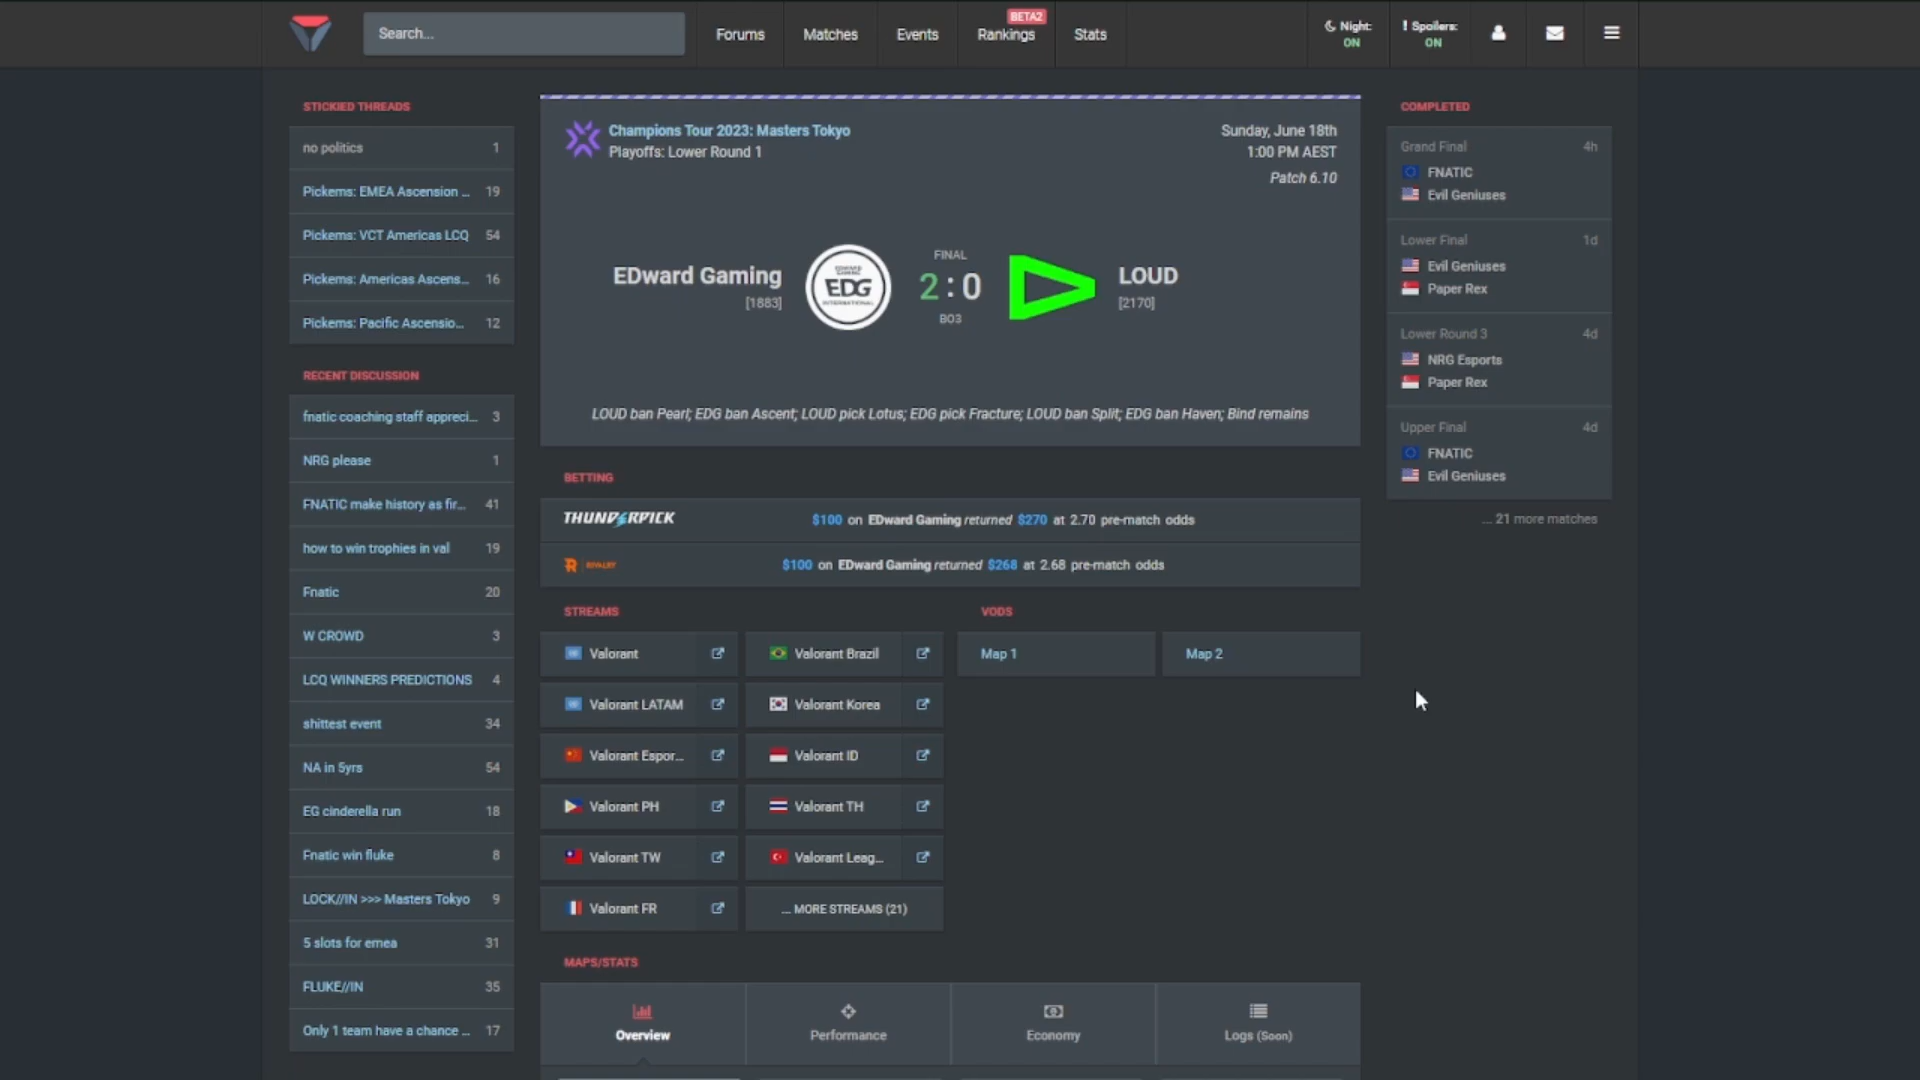 Search...
Forums
Matches
Events
BETA2
Rankings
Stats
Night:
ON
! Spoilers:
ON
STICKIED THREADS
no politics 1
Pickems: EMEA Ascension ... 19
Pickems: VCT Americas LCQ 54
Pickems: Americas Ascens... 16
Pickems: Pacific Ascensio... 12
RECENT DISCUSSION
fnatic coaching staff appreci... 3
NRG please 1
FNATIC make history as fir... 41
how to win trophies in val 19
Fnatic 20
W CROWD 3
LCQ WINNERS PREDICTIONS 4
shittest event 34
NA in 5yrs 54
EG cinderella run 18
Fnatic win fluke 8
LOCK//IN >>> Masters Tokyo 9
5 slots for emea 31
FLUKE//IN 35
Only 1 team have a chance ... 17
Champions Tour 2023: Masters Tokyo
Playoffs: Lower Round 1
Sunday, June 18th
1:00 PM AEST
Patch 6.10
EDward Gaming
[1883]
EDWARD
GAMING
EDG
INTERNATIONAL
FINAL
2 : 0
BO3
LOUD
[2170]
LOUD ban Pearl; EDG ban Ascent; LOUD pick Lotus; EDG pick Fracture; LOUD ban Split; EDG ban Haven; Bind remains
BETTING
THUNDERPICK
$100 on EDward Gaming returned $270 at 2.70 pre-match odds
RIVALRY
$100 on EDward Gaming returned $268 at 2.68 pre-match odds
STREAMS
Valorant
Valorant Brazil
Valorant LATAM
Valorant Korea
Valorant Espor...
Valorant ID
Valorant PH
Valorant TH
Valorant TW
Valorant Leag...
Valorant FR
... MORE STREAMS (21)
VODS
Map 1
Map 2
MAPS/STATS
Overview
Performance
Economy
Logs (Soon)
COMPLETED
Grand Final 4h
FNATIC
Evil Geniuses
Lower Final 1d
Evil Geniuses
Paper Rex
Lower Round 3 4d
NRG Esports
Paper Rex
Upper Final 4d
FNATIC
Evil Geniuses
... 21 more matches